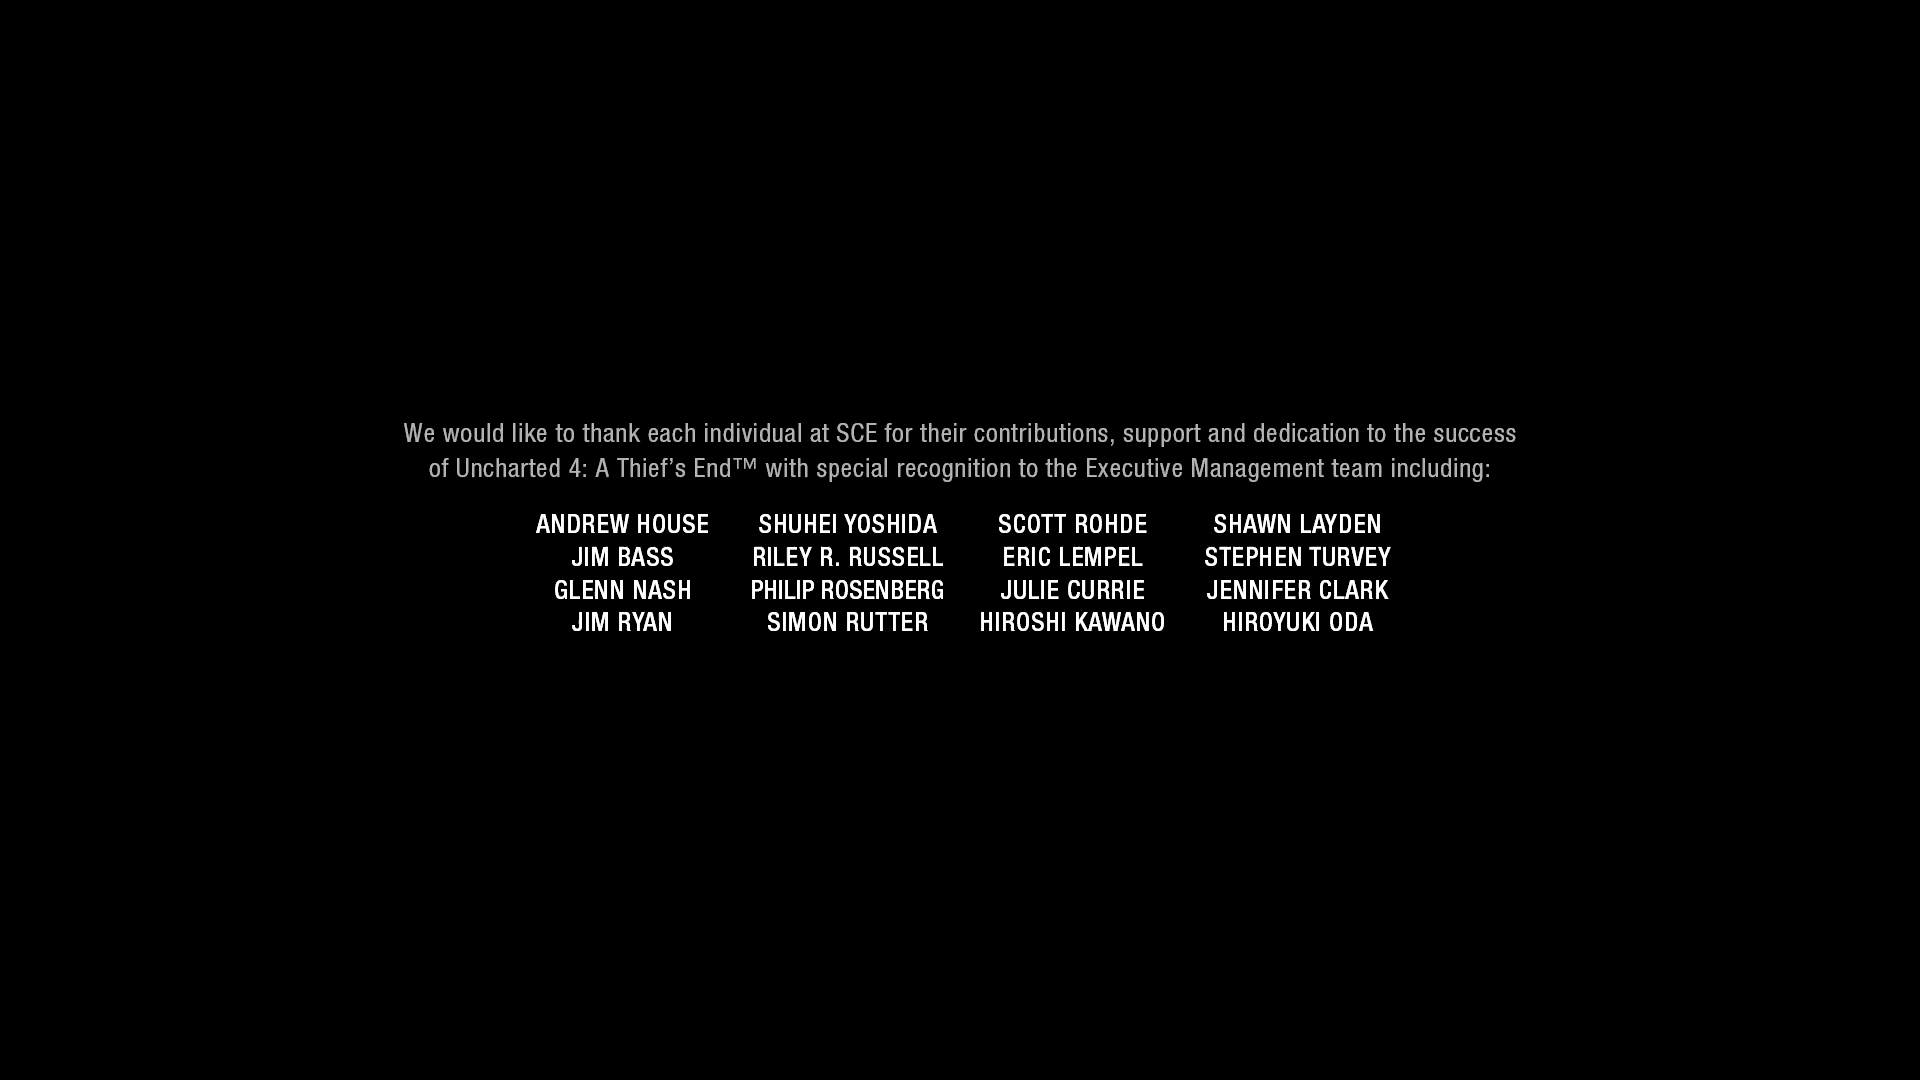 We would like to thank each individual at SCE for their contributions, support and dedication to the success
of Uncharted 4: A Thief’s End™ with special recognition to the Executive Management team including:
ANDREW HOUSE SHUHEI YOSHIDA SCOTT ROHDE SHAWN LAYDEN
JIM BASS RILEY R. RUSSELL ERIC LEMPEL STEPHEN TURVEY
GLENN NASH PHILIP ROSENBERG JULIE CURRIE JENNIFER CLARK
JIM RYAN SIMON RUTTER HIROSHI KAWANO HIROYUKI ODA